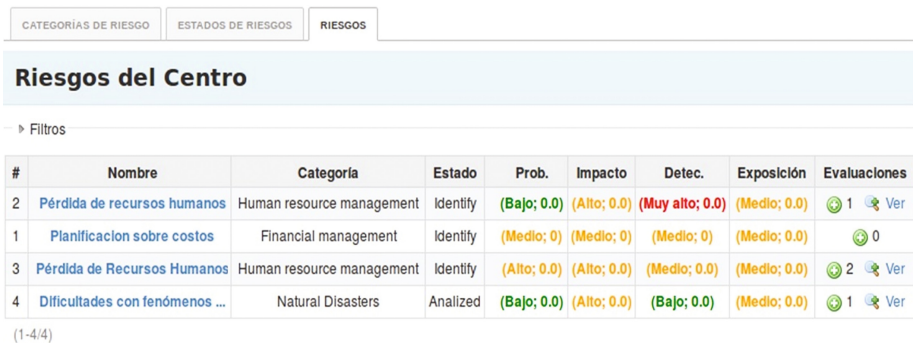 CATEGORÍAS DE RIESGO ESTADOS DE RIESGOS RIESGOS
Riesgos del Centro
Filtros
# Nombre Categoría Estado Prob. Impacto Detec. Exposición Evaluaciones
2 Pérdida de recursos humanos Human resource management Identify (Bajo; 0.0) (Alto; 0.0) (Muy alto; 0.0) (Medio; 0.0) 1 Ver
1 Planificacion sobre costos Financial management Identify (Medio; 0) (Medio; 0) (Medio; 0) (Medio; 0.0) 0
3 Pérdida de Recursos Humanos Human resource management Identify (Alto; 0.0) (Alto; 0.0) (Medio; 0.0) (Medio; 0.0) 2 Ver
4 Dificultades con fenómenos ... Natural Disasters Analized (Bajo; 0.0) (Alto; 0.0) (Bajo; 0.0) (Medio; 0.0) 1 Ver
(1-4/4)